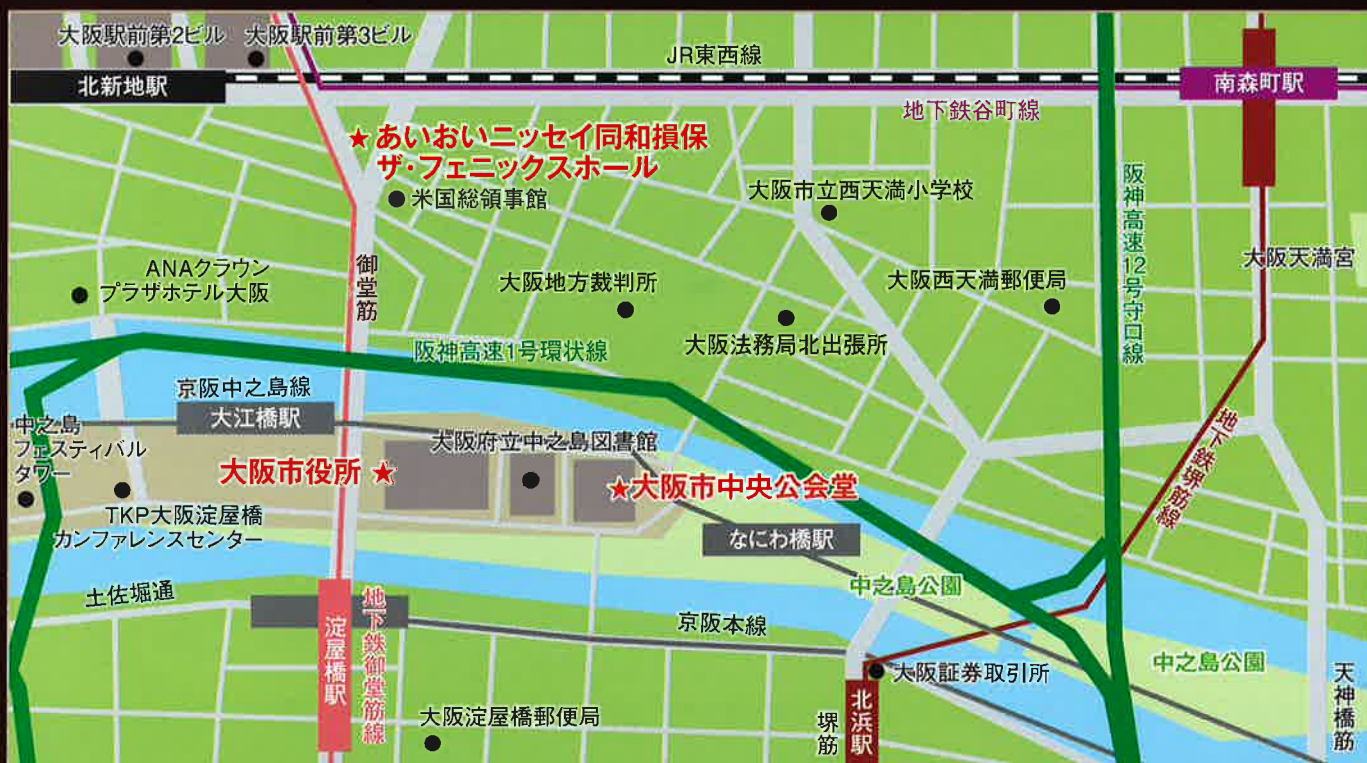 大阪駅前第2ビル
大阪駅前第3ビル
JR東西線
北新地駅
南森町駅
地下鉄谷町線
★あいおいニッセイ同和損保
ザ・フェニックスホール
米国総領事館
大阪市立西天満小学校
阪神高速12号守口線
大阪天満宮
ANAクラウン
プラザホテル大阪
御堂筋
大阪地方裁判所
大阪西天満郵便局
大阪法務局北出張所
阪神高速1号環状線
京阪中之島線
大江橋駅
中之島
フェスティバル
タワー
大阪府立中之島図書館
大阪市役所★
★大阪市中央公会堂
地下鉄堺筋線
TKP大阪淀屋橋
カンファレンスセンター
なにわ橋駅
中之島公園
土佐堀通
淀屋橋駅
地下鉄御堂筋線
京阪本線
中之島公園
大阪証券取引所
大阪淀屋橋郵便局
堺筋
北浜駅
天神橋筋